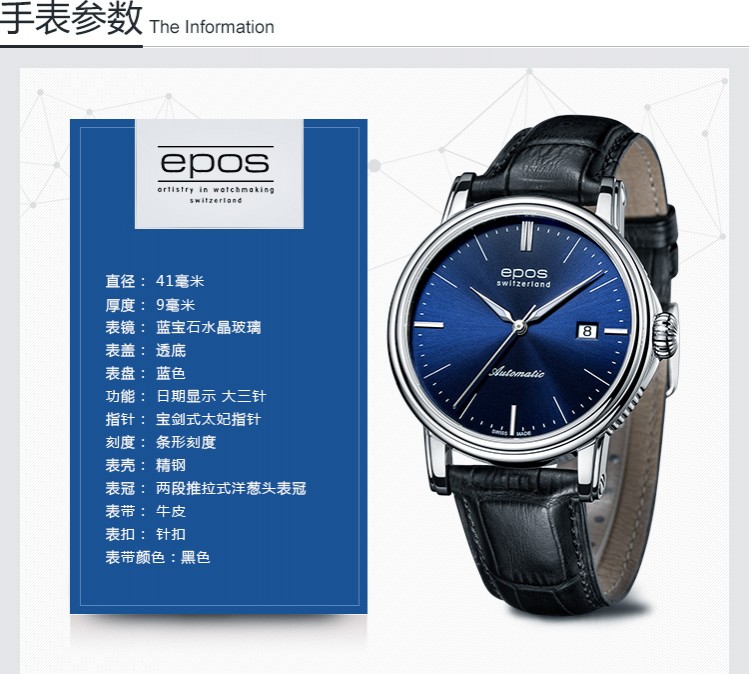 手表参数 The Information
epos
artistry in watchmaking
switzerland
直径： 41毫米
厚度： 9毫米
表镜： 蓝宝石水晶玻璃
表盖： 透底
表盘： 蓝色
功能： 日期显示 大三针
指针： 宝剑式太妃指针
刻度： 条形刻度
表壳： 精钢
表冠： 两段推拉式洋葱头表冠
表带： 牛皮
表扣： 针扣
表带颜色：黑色
epos
switzerland
8
Automatic
SWISS MADE